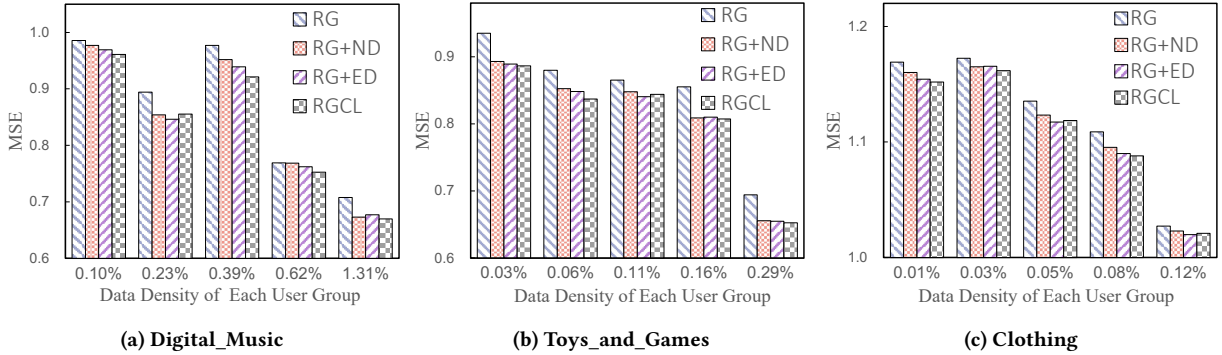 MSE
1.0
0.9
0.8
0.7
0.6
RG
RG+ND
RG+ED
RGCL
0.10% 0.23% 0.39% 0.62% 1.31%
Data Density of Each User Group
(a) Digital_Music
MSE
0.9
0.8
0.7
0.6
RG
RG+ND
RG+ED
RGCL
0.03% 0.06% 0.11% 0.16% 0.29%
Data Density of Each User Group
(b) Toys_and_Games
MSE
1.2
1.1
1.0
RG
RG+ND
RG+ED
RGCL
0.01% 0.03% 0.05% 0.08% 0.12%
Data Density of Each User Group
(c) Clothing